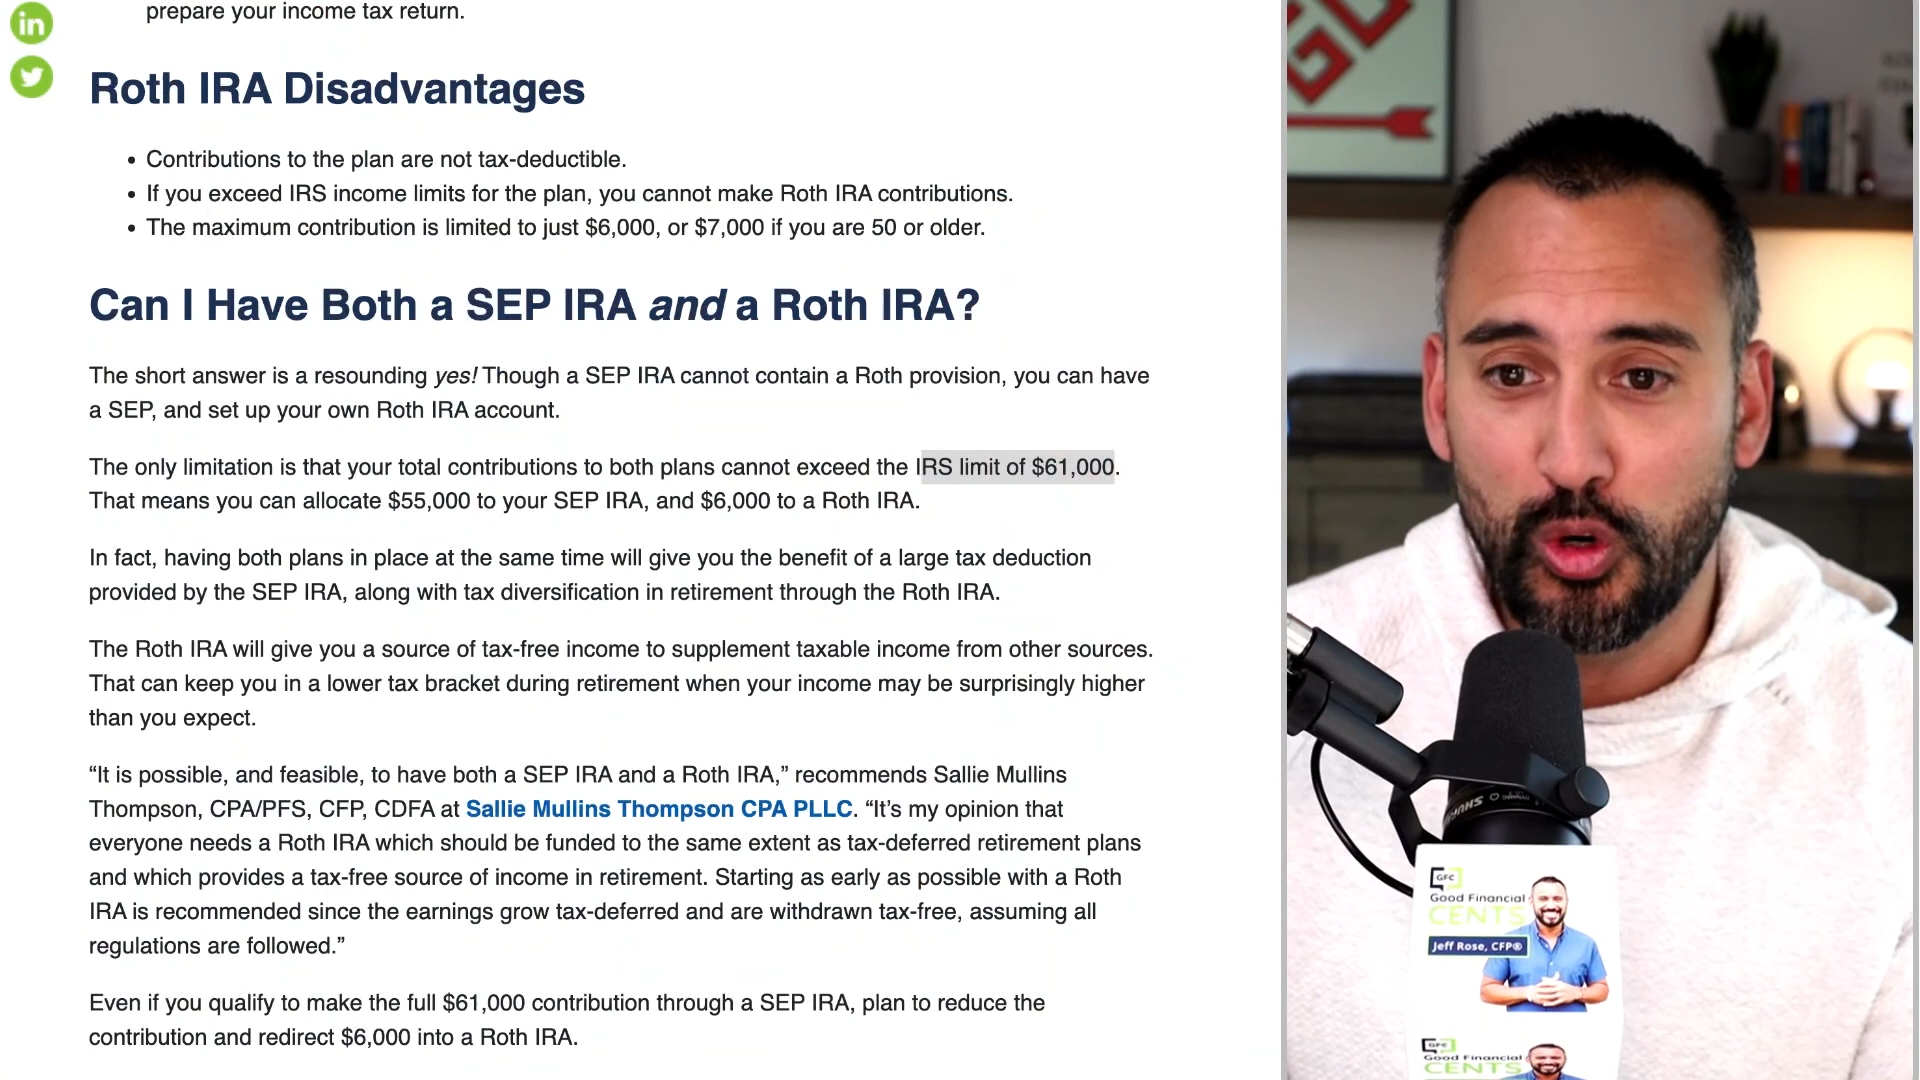 prepare your income tax return.
Roth IRA Disadvantages
• Contributions to the plan are not tax-deductible.
• If you exceed IRS income limits for the plan, you cannot make Roth IRA contributions.
• The maximum contribution is limited to just $6,000, or $7,000 if you are 50 or older.
Can I Have Both a SEP IRA and a Roth IRA?
The short answer is a resounding yes! Though a SEP IRA cannot contain a Roth provision, you can have
a SEP, and set up your own Roth IRA account.
The only limitation is that your total contributions to both plans cannot exceed the IRS limit of $61,000.
That means you can allocate $55,000 to your SEP IRA, and $6,000 to a Roth IRA.
In fact, having both plans in place at the same time will give you the benefit of a large tax deduction
provided by the SEP IRA, along with tax diversification in retirement through the Roth IRA.
The Roth IRA will give you a source of tax-free income to supplement taxable income from other sources.
That can keep you in a lower tax bracket during retirement when your income may be surprisingly higher
than you expect.
“It is possible, and feasible, to have both a SEP IRA and a Roth IRA,” recommends Sallie Mullins
Thompson, CPA/PFS, CFP, CDFA at Sallie Mullins Thompson CPA PLLC. “It’s my opinion that
everyone needs a Roth IRA which should be funded to the same extent as tax-deferred retirement plans
and which provides a tax-free source of income in retirement. Starting as early as possible with a Roth
IRA is recommended since the earnings grow tax-deferred and are withdrawn tax-free, assuming all
regulations are followed.”
Even if you qualify to make the full $61,000 contribution through a SEP IRA, plan to reduce the
contribution and redirect $6,000 into a Roth IRA.
in
GFC
Good Financial
CENTS
Jeff Rose, CFP®
GFC
Good Financial
CENTS